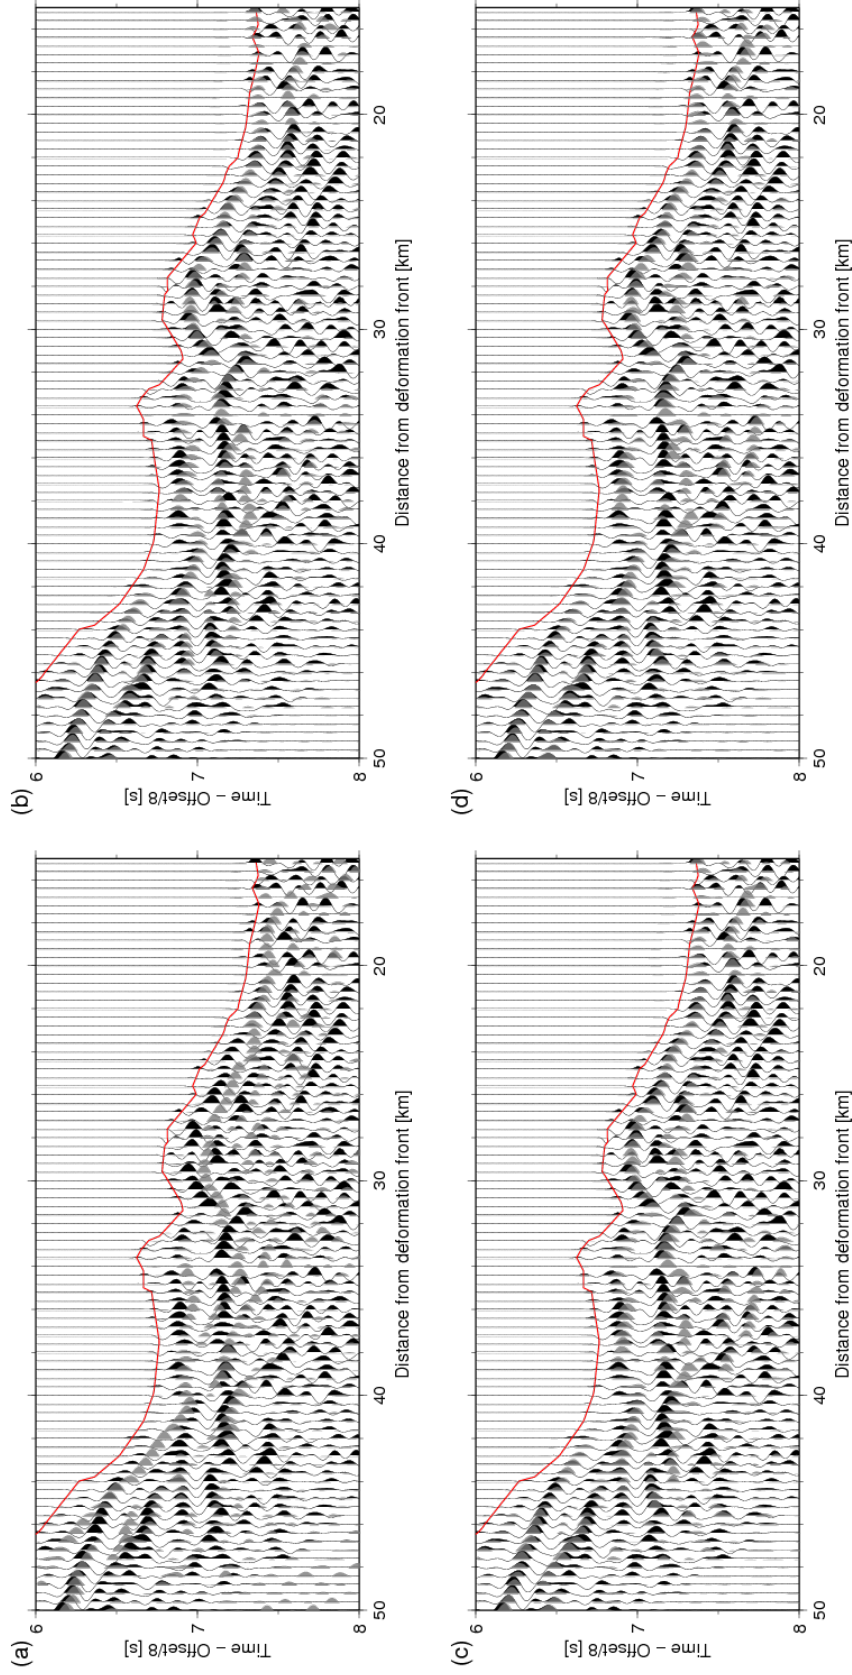 (a)
6
7
8
Time – Offset/8 [s]
50 40 30 20
Distance from deformation front [km]
(b)
6
7
8
Time – Offset/8 [s]
50 40 30 20
Distance from deformation front [km]
(c)
6
7
8
Time – Offset/8 [s]
50 40 30 20
Distance from deformation front [km]
(d)
6
7
8
Time – Offset/8 [s]
50 40 30 20
Distance from deformation front [km]